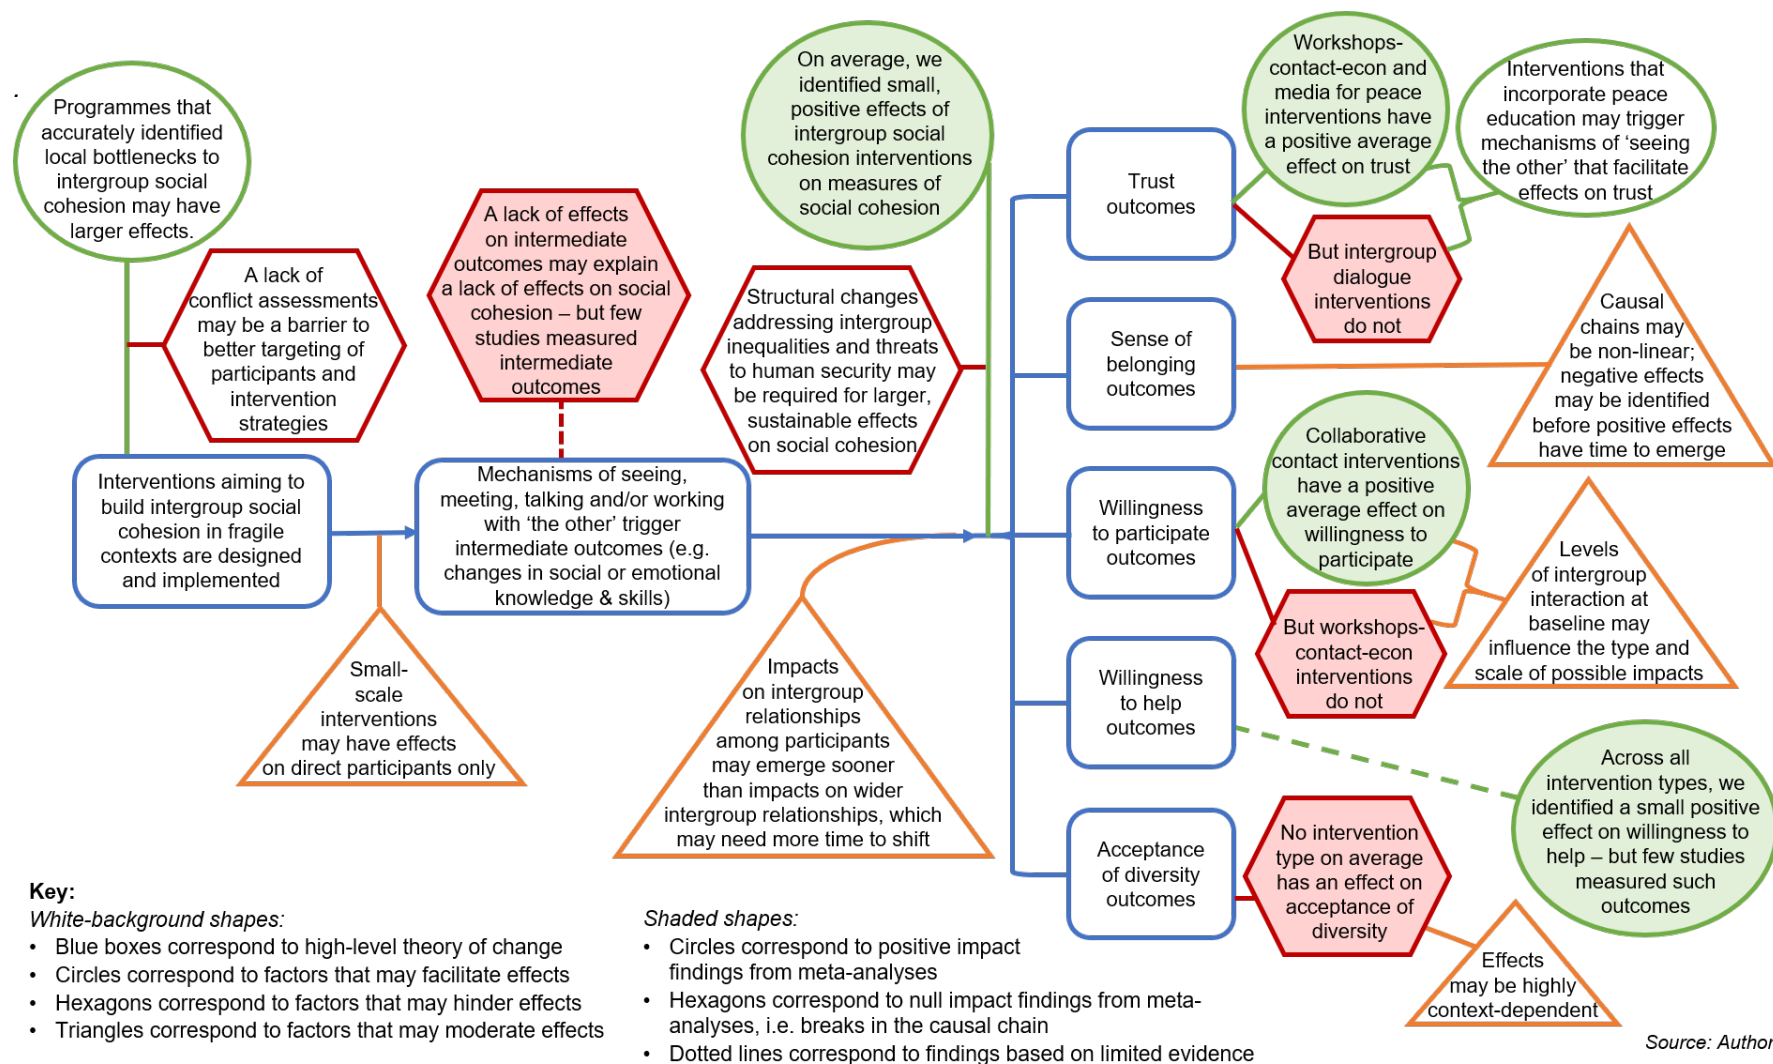 .
Programmes that
accurately identified
local bottlenecks to
intergroup social
cohesion may have
larger effects.
A lack of
conflict assessments
may be a barrier to
better targeting of
participants and
intervention
strategies
Interventions aiming to
build intergroup social
cohesion in fragile
contexts are designed
and implemented
Small-
scale
interventions
may have effects
on direct participants only
A lack of effects
on intermediate
outcomes may explain
a lack of effects on social
cohesion – but few
studies measured
intermediate
outcomes
Mechanisms of seeing,
meeting, talking and/or working
with ‘the other’ trigger
intermediate outcomes (e.g.
changes in social or emotional
knowledge & skills)
On average, we
identified small,
positive effects of
intergroup social
cohesion interventions
on measures of
social cohesion
Structural changes
addressing intergroup
inequalities and threats
to human security may
be required for larger,
sustainable effects
on social cohesion
Impacts
on intergroup
relationships
among participants
may emerge sooner
than impacts on wider
intergroup relationships, which
may need more time to shift
Trust
outcomes
Workshops-
contact-econ and
media for peace
interventions have
a positive average
effect on trust
Interventions that
incorporate peace
education may trigger
mechanisms of ‘seeing
the other’ that facilitate
effects on trust
But intergroup
dialogue
interventions
do not
Sense of
belonging
outcomes
Causal
chains may
be non-linear;
negative effects
may be identified
before positive effects
have time to emerge
Willingness
to participate
outcomes
Collaborative
contact interventions
have a positive
average effect on
willingness to
participate
But workshops-
contact-econ
interventions
do not
Levels
of intergroup
interaction at
baseline may
influence the type and
scale of possible impacts
Willingness
to help
outcomes
Across all
intervention types, we
identified a small positive
effect on willingness to
help – but few studies
measured such
outcomes
Acceptance
of diversity
outcomes
No intervention
type on average
has an effect on
acceptance of
diversity
Effects
may be highly
context-dependent
Key:
White-background shapes:
• Blue boxes correspond to high-level theory of change
• Circles correspond to factors that may facilitate effects
• Hexagons correspond to factors that may hinder effects
• Triangles correspond to factors that may moderate effects
Shaded shapes:
• Circles correspond to positive impact
findings from meta-analyses
• Hexagons correspond to null impact findings from meta-
analyses, i.e. breaks in the causal chain
• Dotted lines correspond to findings based on limited evidence
Source: Author